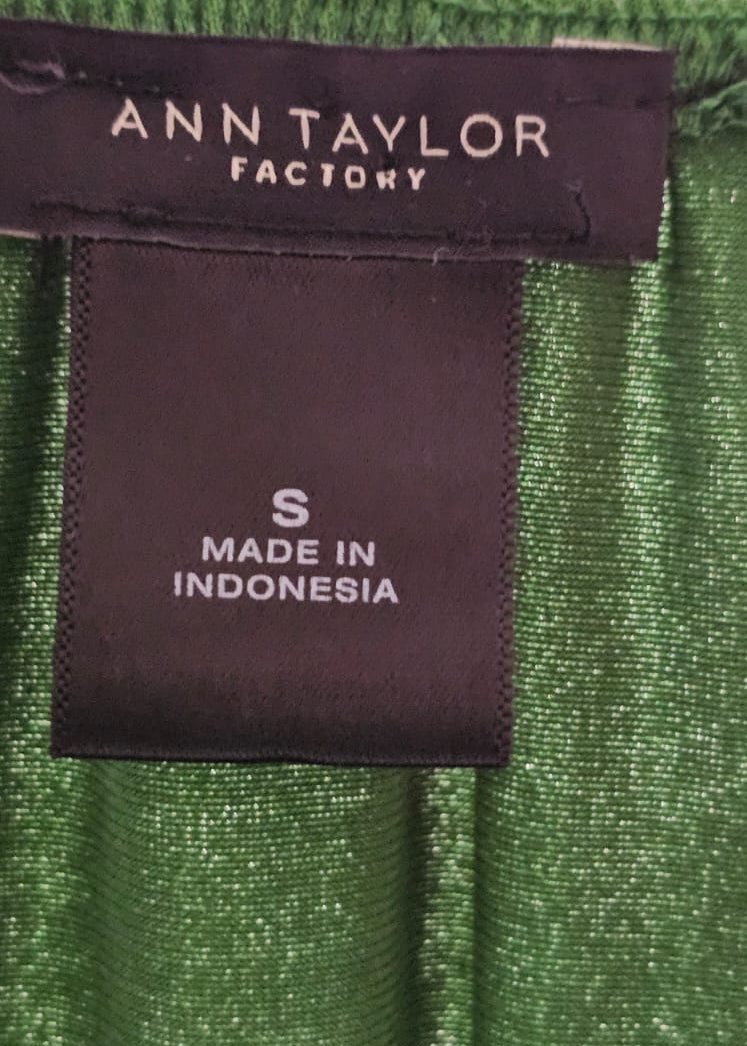 ANN TAYLOR
FACTORY
S
MADE IN
INDONESIA